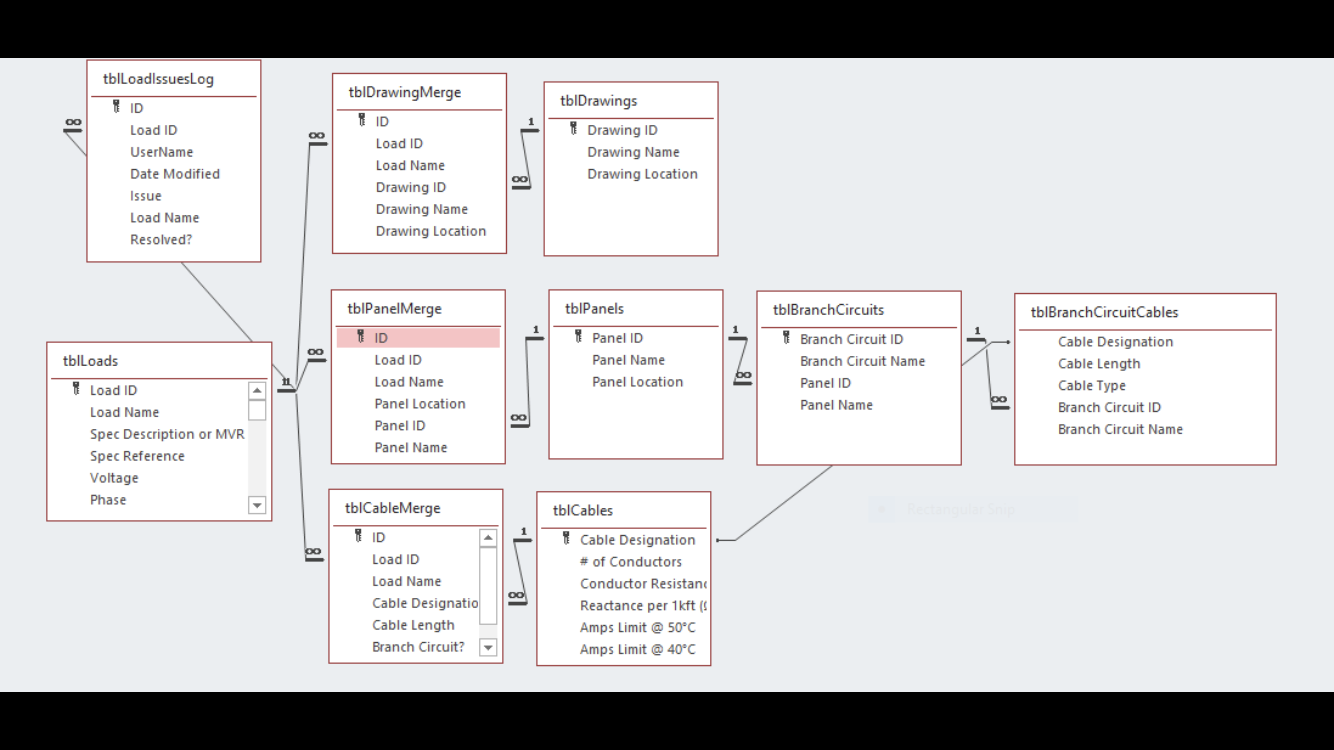 tblLoadIssuesLog
ID
Load ID
UserName
Date Modified
Issue
Load Name
Resolved?
tblDrawingMerge
ID
Load ID
Load Name
Drawing ID
Drawing Name
Drawing Location
tblDrawings
Drawing ID
Drawing Name
Drawing Location
tblLoads
Load ID
Load Name
Spec Description or MVR
Spec Reference
Voltage
Phase
tblPanelMerge
ID
Load ID
Load Name
Panel Location
Panel ID
Panel Name
tblPanels
Panel ID
Panel Name
Panel Location
tblBranchCircuits
Branch Circuit ID
Branch Circuit Name
Panel ID
Panel Name
tblBranchCircuitCables
Cable Designation
Cable Length
Cable Type
Branch Circuit ID
Branch Circuit Name
tblCableMerge
ID
Load ID
Load Name
Cable Designatio
Cable Length
Branch Circuit?
tblCables
Cable Designation
# of Conductors
Conductor Resistanc
Reactance per 1kft (Ω
Amps Limit @ 50°C
Amps Limit @ 40°C
∞
∞
1
∞
11
∞
1
∞
1
∞
1
∞
∞
1
∞
Rectangular Snip